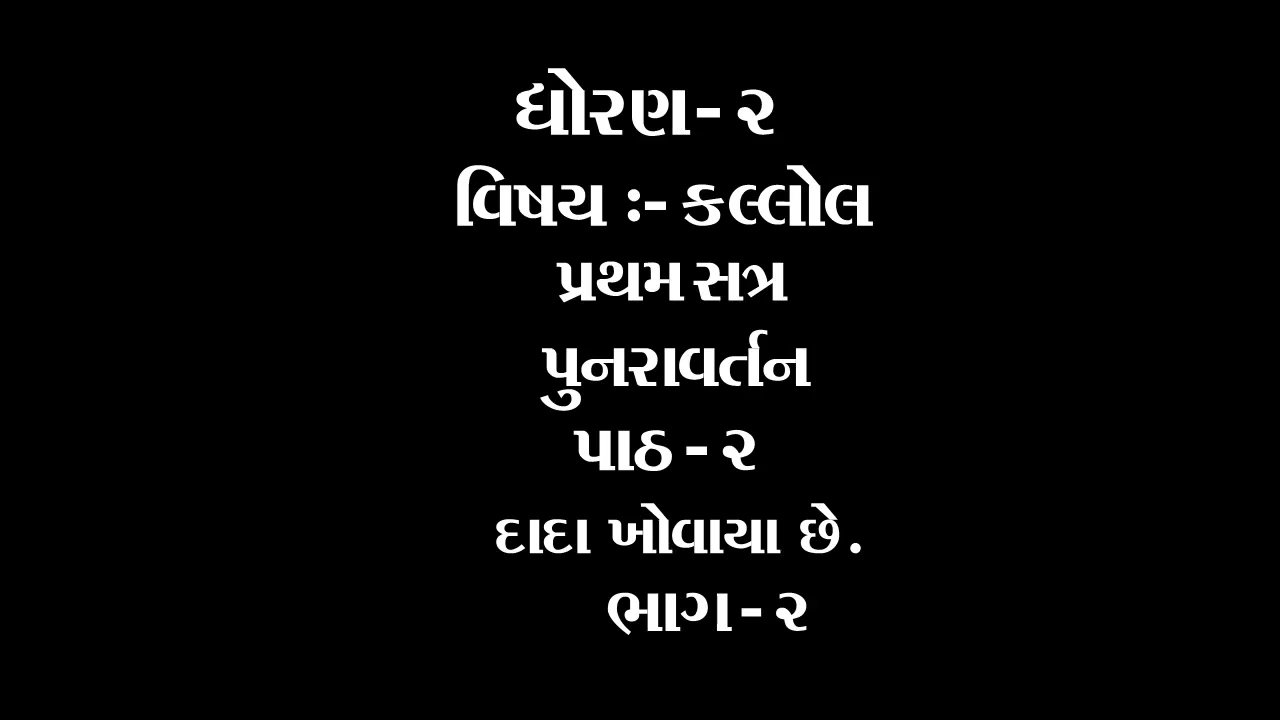 ધોરણ- ૨
વિષય ઃ- કલ્લોલ
પ્રથમ સત્ર
પુનરાવર્તન
પાઠ - ૨
દાદા ખોવાયા છે.
ભાગ - ૨